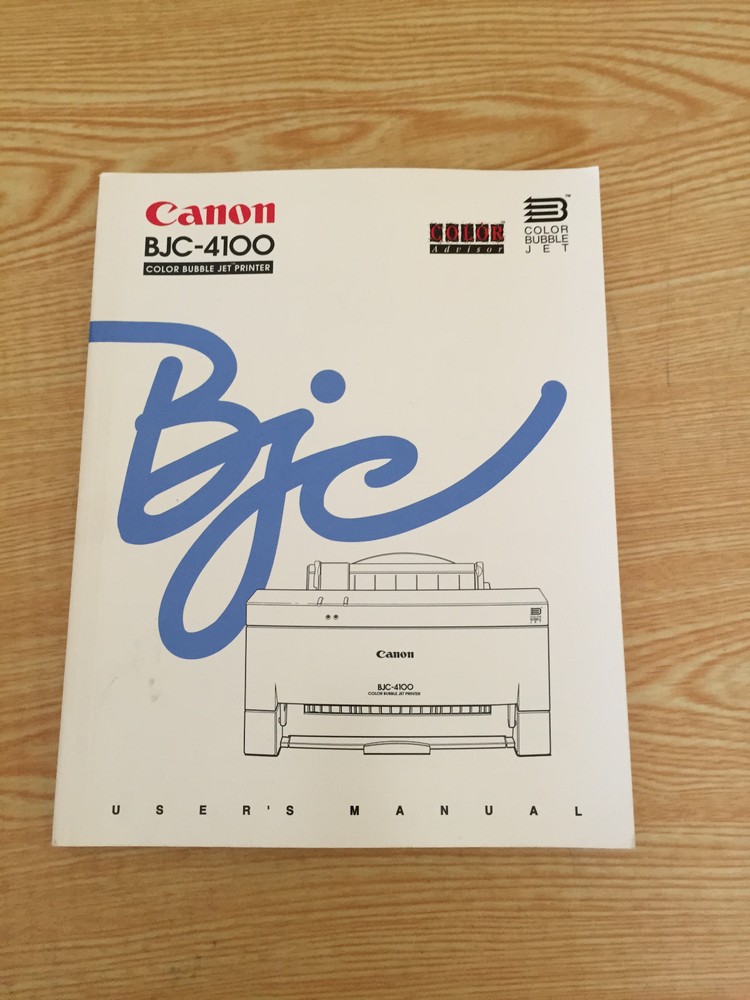 Canon
BJC-4100
COLOR BUBBLE JET PRINTER
COLOR
Advisor
TM
COLOR
BUBBLE
JET
Bjc
Canon
BJC-4100
COLOR BUBBLE JET PRINTER
USER'S MANUAL